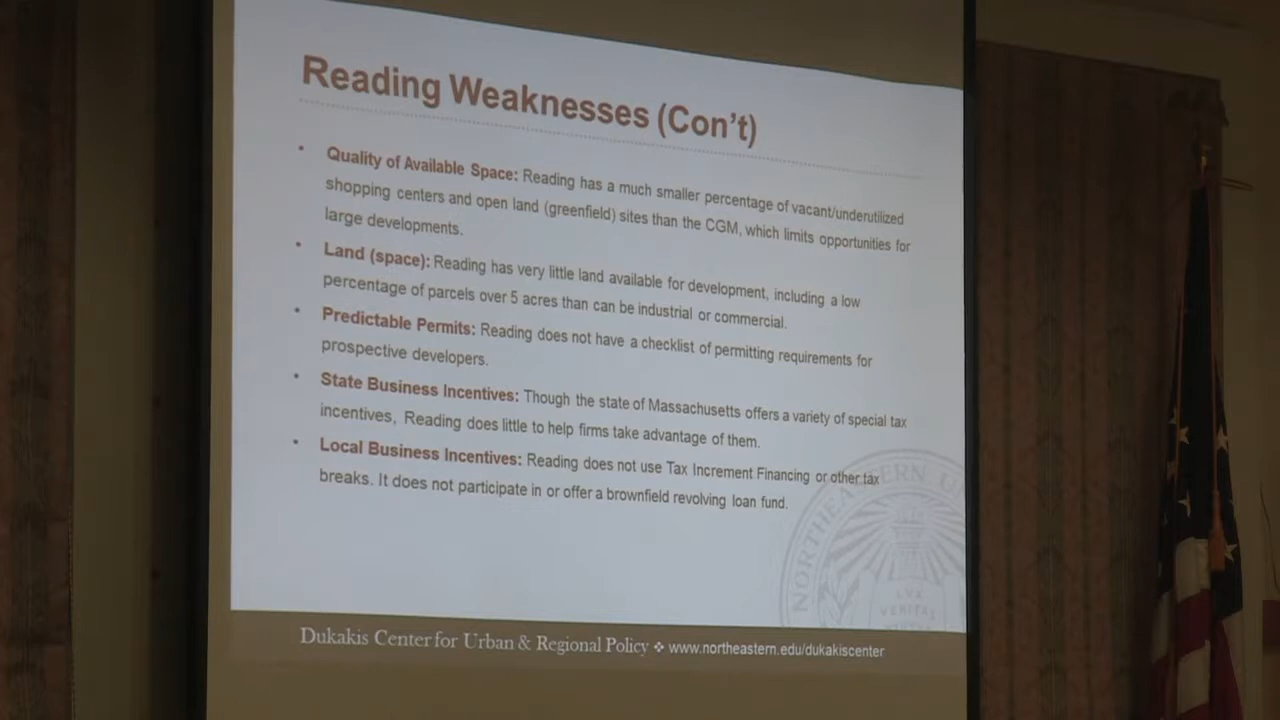 Reading Weaknesses (Con't)
• Quality of Available Space: Reading has a much smaller percentage of vacant/underutilized
shopping centers and open land (greenfield) sites than the CGM, which limits opportunities for
large developments.
• Land (space): Reading has very little land available for development, including a low
percentage of parcels over 5 acres than can be industrial or commercial.
• Predictable Permits: Reading does not have a checklist of permitting requirements for
prospective developers.
• State Business Incentives: Though the state of Massachusetts offers a variety of special tax
incentives, Reading does little to help firms take advantage of them.
• Local Business Incentives: Reading does not use Tax Increment Financing or other tax
breaks. It does not participate in or offer a brownfield revolving loan fund.
NORTHEASTERN U
LVX
VERITAS
Dukakis Center for Urban & Regional Policy ❖ www.northeastern.edu/dukakiscenter